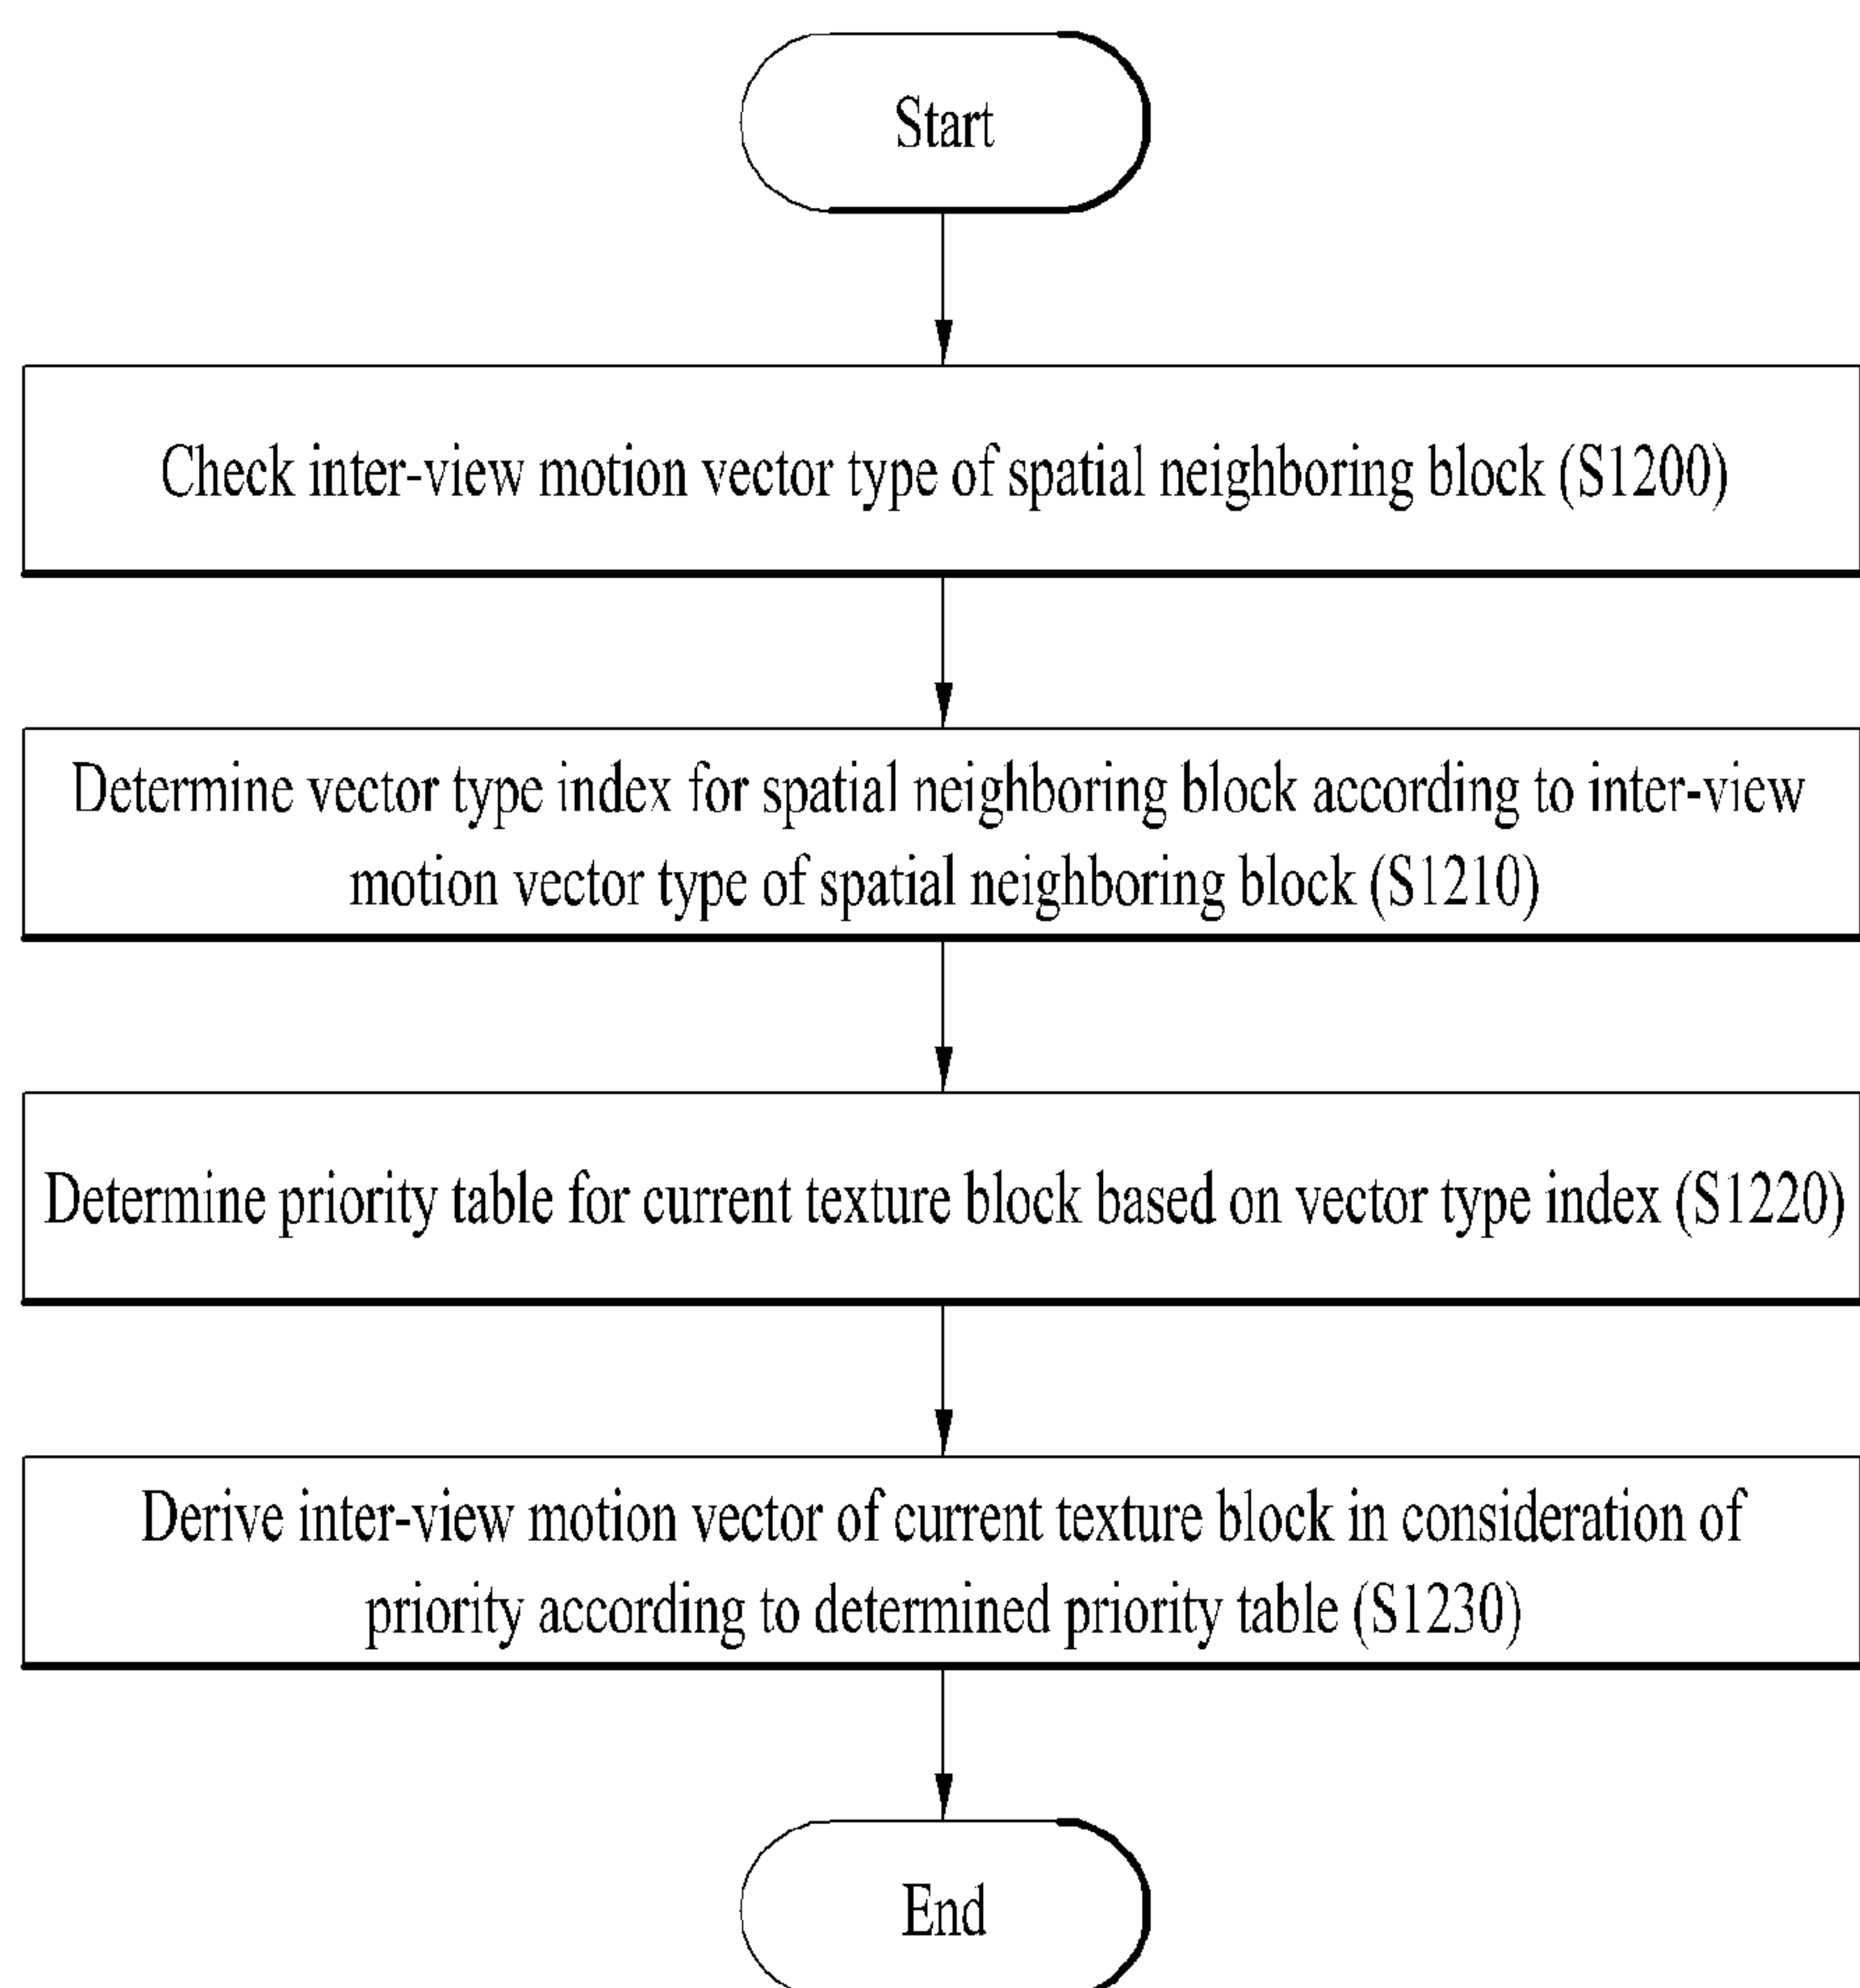 Start
Check inter-view motion vector type of spatial neighboring block (S1200)
Determine vector type index for spatial neighboring block according to inter-view
motion vector type of spatial neighboring block (S1210)
Determine priority table for current texture block based on vector type index (S1220)
Derive inter-view motion vector of current texture block in consideration of
priority according to determined priority table (S1230)
End